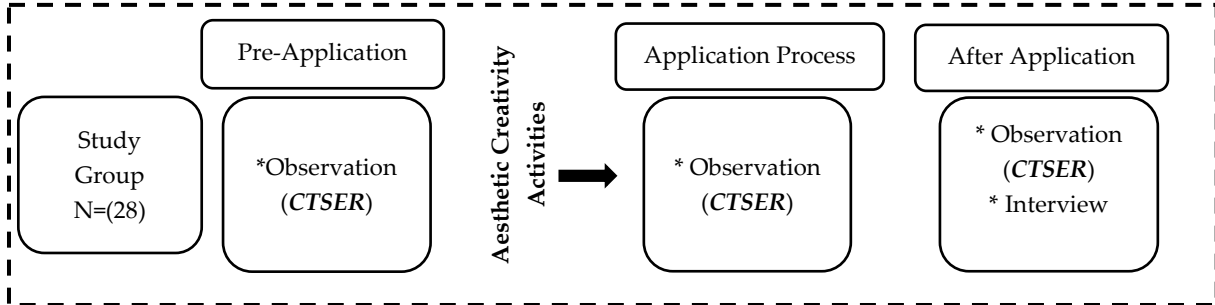 Pre-Application
Study
Group
N=(28)
*Observation
(CTSER)
Aesthetic Creativity
Activities
Application Process
* Observation
(CTSER)
After Application
* Observation
(CTSER)
* Interview